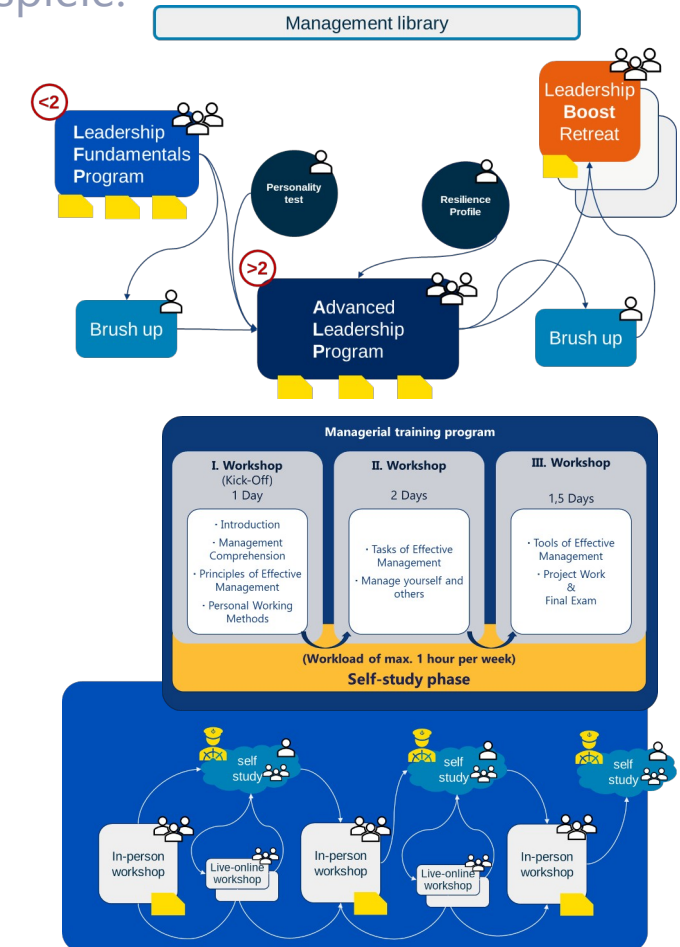 spiele:
Management library
<2
Leadership
Fundamentals
Program
Personality
test
Resilience
Profile
Leadership
Boost
Retreat
>2
Brush up
Advanced
Leadership
Program
Brush up
Managerial training program
I. Workshop
(Kick-Off)
1 Day
· Introduction
· Management
Comprehension
· Principles of Effective
Management
· Personal Working
Methods
II. Workshop
2 Days
· Tasks of Effective
Management
· Manage yourself and
others
III. Workshop
1,5 Days
· Tools of Effective
Management
· Project Work
&
Final Exam
(Workload of max. 1 hour per week)
Self-study phase
self
study
self
study
self
study
In-person
workshop
Live-online
workshop
In-person
workshop
Live-online
workshop
In-person
workshop